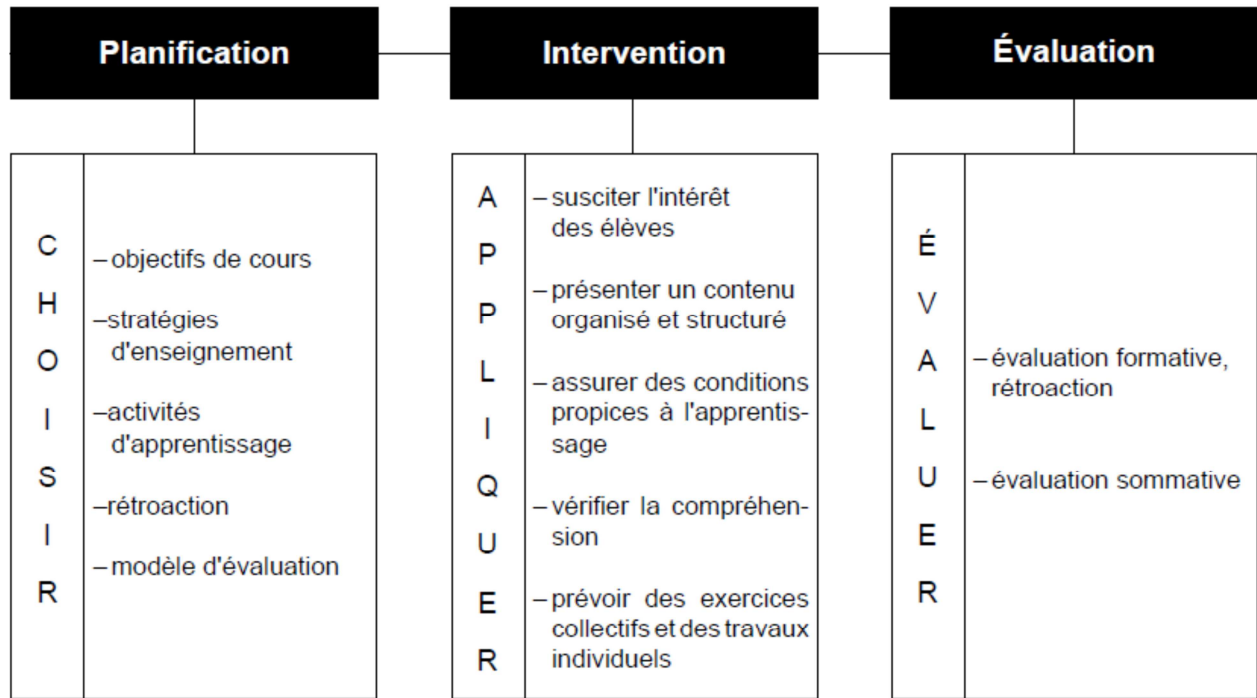 Planification
C
H
O
I
S
I
R
– objectifs de cours
–stratégies
d'enseignement
–activités
d'apprentissage
–rétroaction
– modèle d'évaluation
Intervention
A
P
P
L
I
Q
U
E
R
– susciter l'intérêt
des élèves
– présenter un contenu
organisé et structuré
– assurer des conditions
propices à l'apprentis-
sage
– vérifier la compréhen-
sion
– prévoir des exercices
collectifs et des travaux
individuels
Évaluation
É
V
A
L
U
E
R
– évaluation formative,
rétroaction
– évaluation sommative